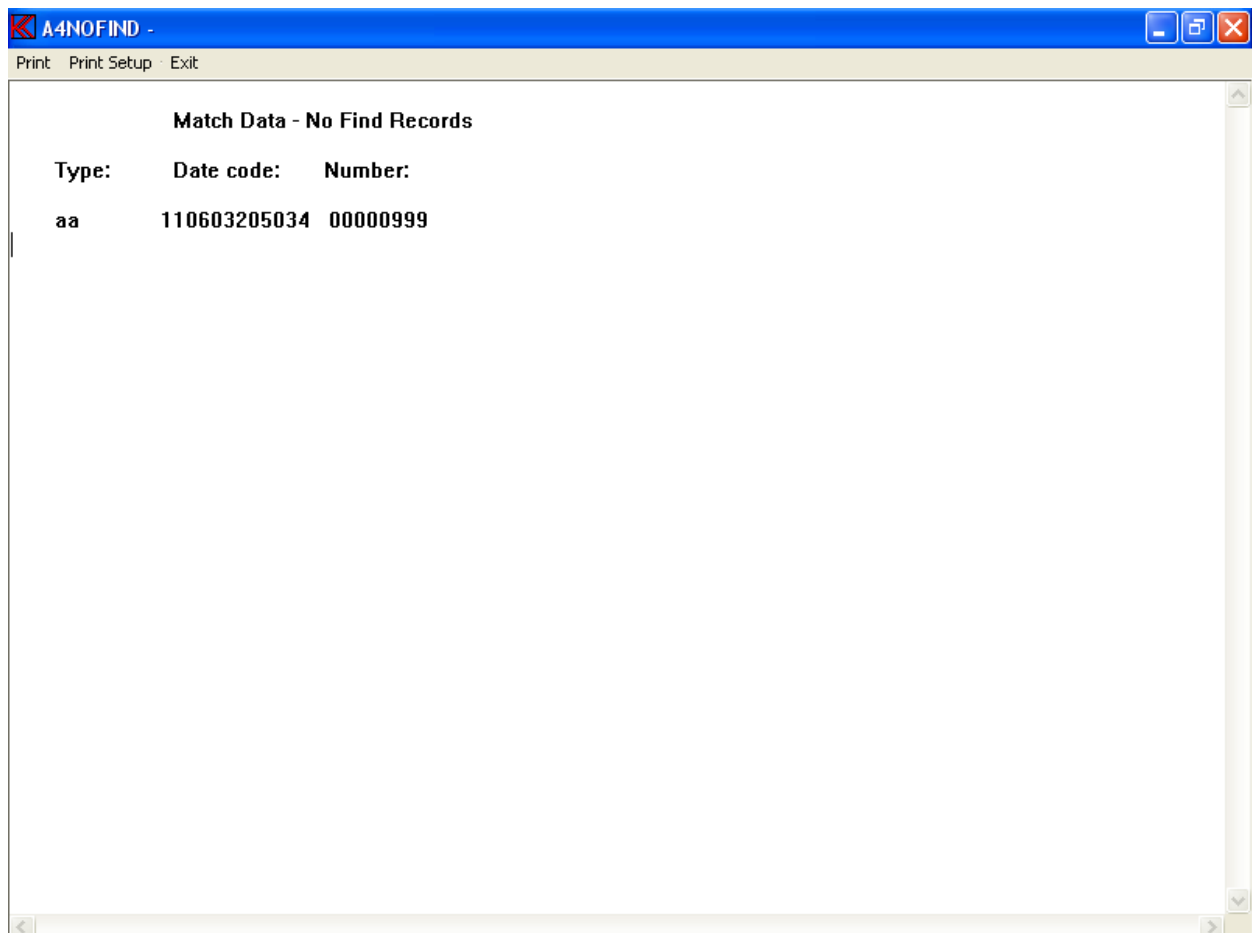 A4NOFIND -
Print Print Setup Exit
Match Data - No Find Records
Type: Date code: Number:
aa 110603205034 00000999